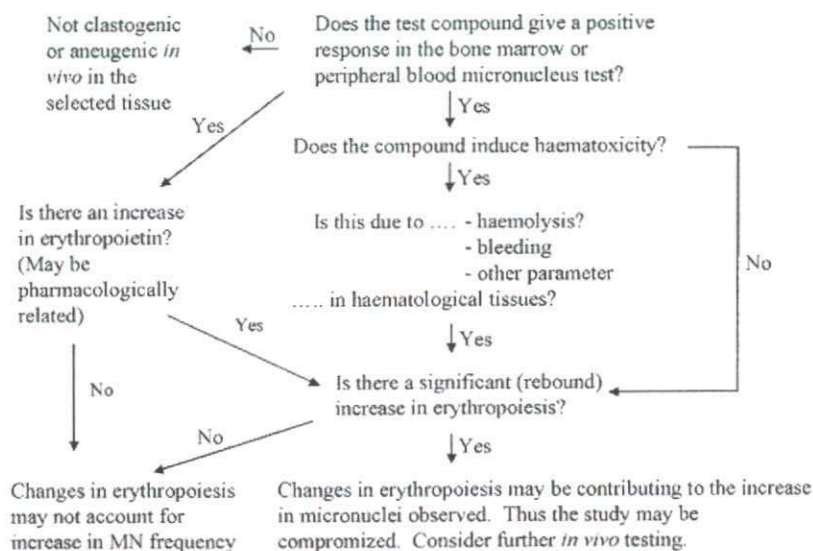 Not clastogenic
or aneugenic in
vivo in the
selected tissue
No
Does the test compound give a positive
response in the bone marrow or
peripheral blood micronucleus test?
Yes
Yes
Does the compound induce haematoxicity?
Yes
Is there an increase
in erythropoietin?
(May be
pharmacologically
related)
Is this due to .... - haemolysis?
- bleeding
- other parameter
..... in haematological tissues?
No
Yes
Yes
No
Is there a significant (rebound)
increase in erythropoiesis?
No
Yes
Changes in erythropoiesis
may not account for
increase in MN frequency
Changes in erythropoiesis may be contributing to the increase
in micronuclei observed. Thus the study may be
compromized. Consider further in vivo testing.